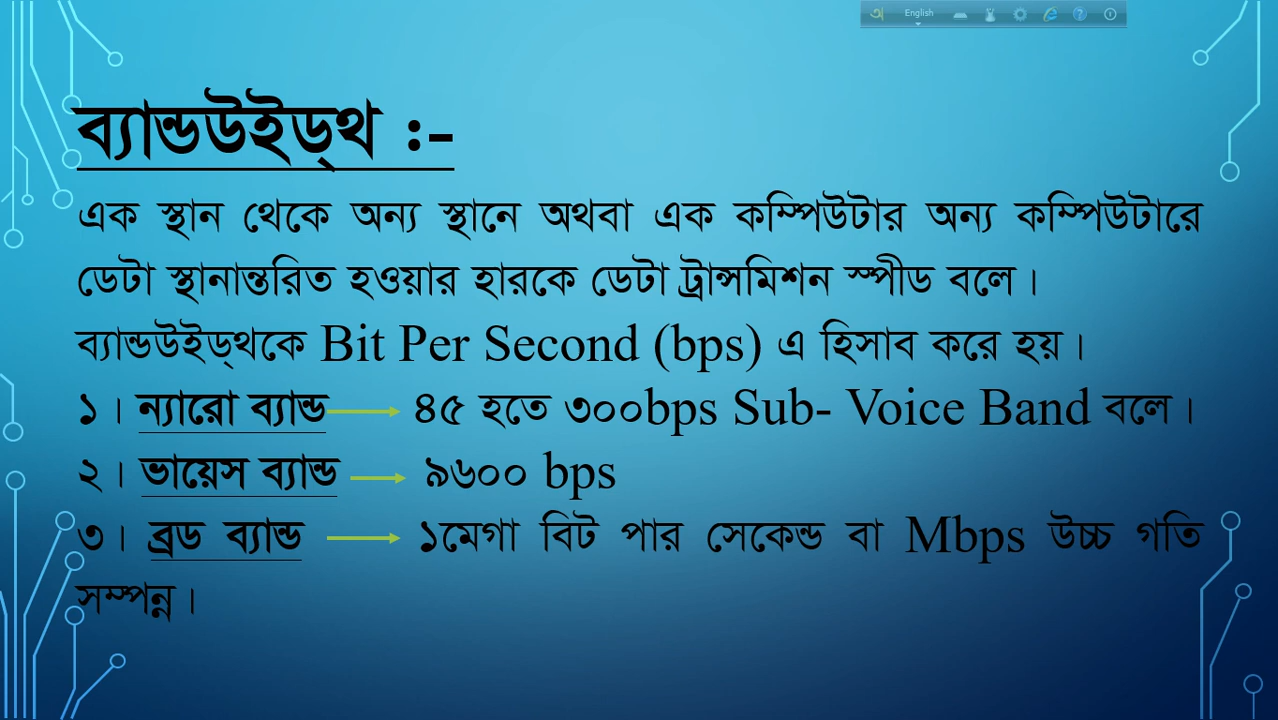 English
ব্যান্ডউইড্থ :-
এক স্থান থেকে অন্য স্থানে অথবা এক কম্পিউটার অন্য কম্পিউটারে
ডেটা স্থানান্তরিত হওয়ার হারকে ডেটা ট্রান্সমিশন স্পীড বলে।
ব্যান্ডউইড্থকে Bit Per Second (bps) এ হিসাব করে হয়।
১। ন্যারো ব্যান্ড ৪৫ হতে ৩০০bps Sub- Voice Band বলে।
২। ভায়েস ব্যান্ড ৯৬০০ bps
৩। ব্রড ব্যান্ড ১মেগা বিট পার সেকেন্ড বা Mbps উচ্চ গতি
সম্পন্ন।